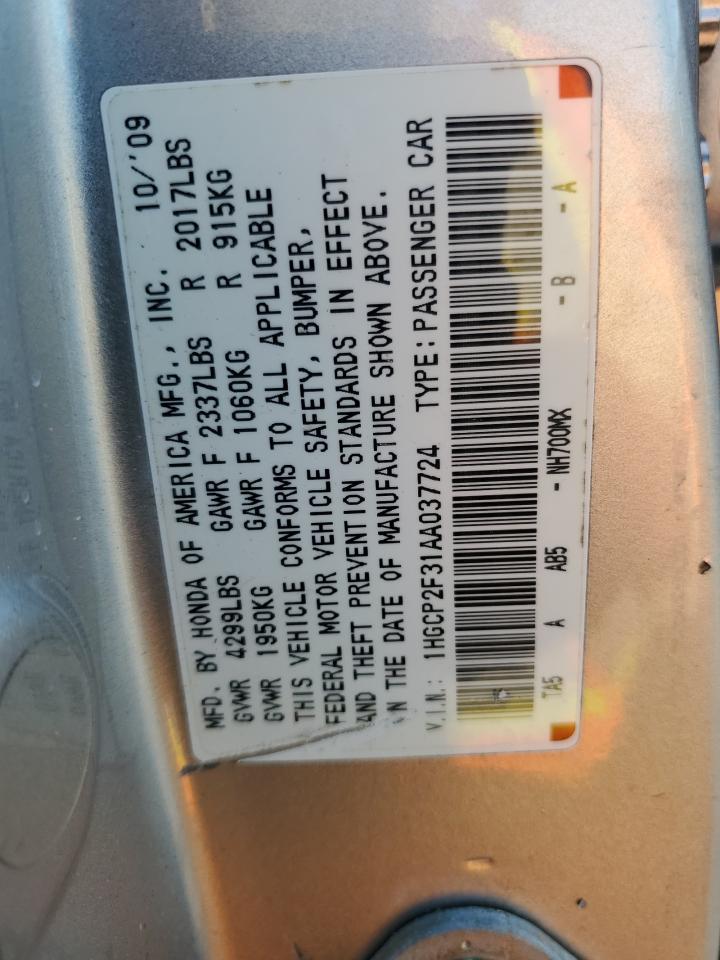 MFD. BY HONDA OF AMERICA MFG., INC. 10/'09
GVWR 4299LBS GAWR F 2337LBS R 2017LBS
GVWR 1950KG GAWR F 1060KG R 915KG
THIS VEHICLE CONFORMS TO ALL APPLICABLE
FEDERAL MOTOR VEHICLE SAFETY, BUMPER,
AND THEFT PREVENTION STANDARDS IN EFFECT
ON THE DATE OF MANUFACTURE SHOWN ABOVE.
V.I.N.: 1HGCP2F31AA037724 TYPE: PASSENGER CAR
TA5 A AB5 - NH700MX - B - A